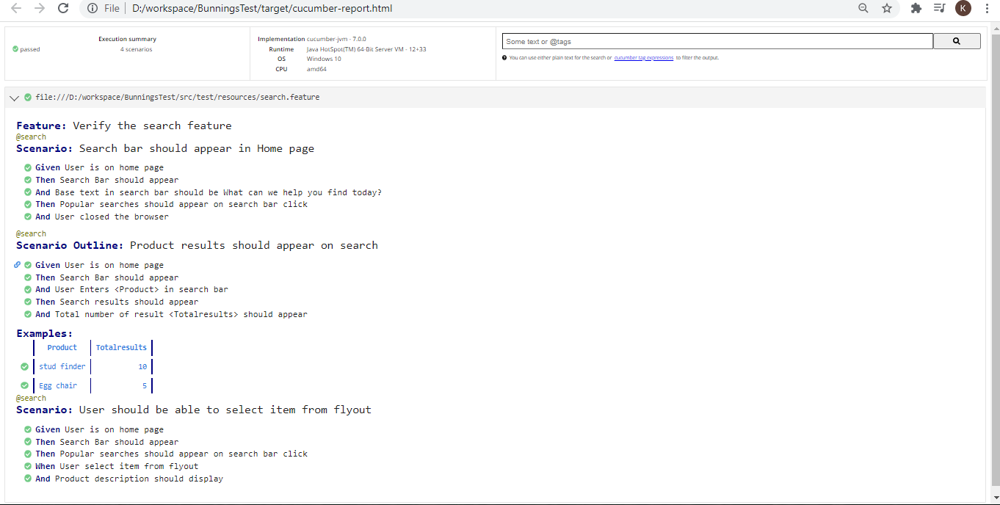 File D:/workspace/BunningsTest/target/cucumber-report.html
K
Execution summary
passed
4 scenarios
Implementation cucumber-jvm - 7.0.0
Runtime Java HotSpot(TM) 64-Bit Server VM - 12+33
OS Windows 10
CPU amd64
Some text or @tags
You can use either plain text for the search or cucumber tag expressions to filter the output.
file:///D:/workspace/BunningsTest/src/test/resources/search.feature
Feature: Verify the search feature
@search
Scenario: Search bar should appear in Home page
Given User is on home page
Then Search Bar should appear
And Base text in search bar should be What can we help you find today?
Then Popular searches should appear on search bar click
And User closed the browser
@search
Scenario Outline: Product results should appear on search
Given User is on home page
Then Search Bar should appear
And User Enters <Product> in search bar
Then Search results should appear
And Total number of result <Totalresults> should appear
Examples:
Product Totalresults
stud finder 10
Egg chair 5
@search
Scenario: User should be able to select item from flyout
Given User is on home page
Then Search Bar should appear
Then Popular searches should appear on search bar click
When User select item from flyout
And Product description should display